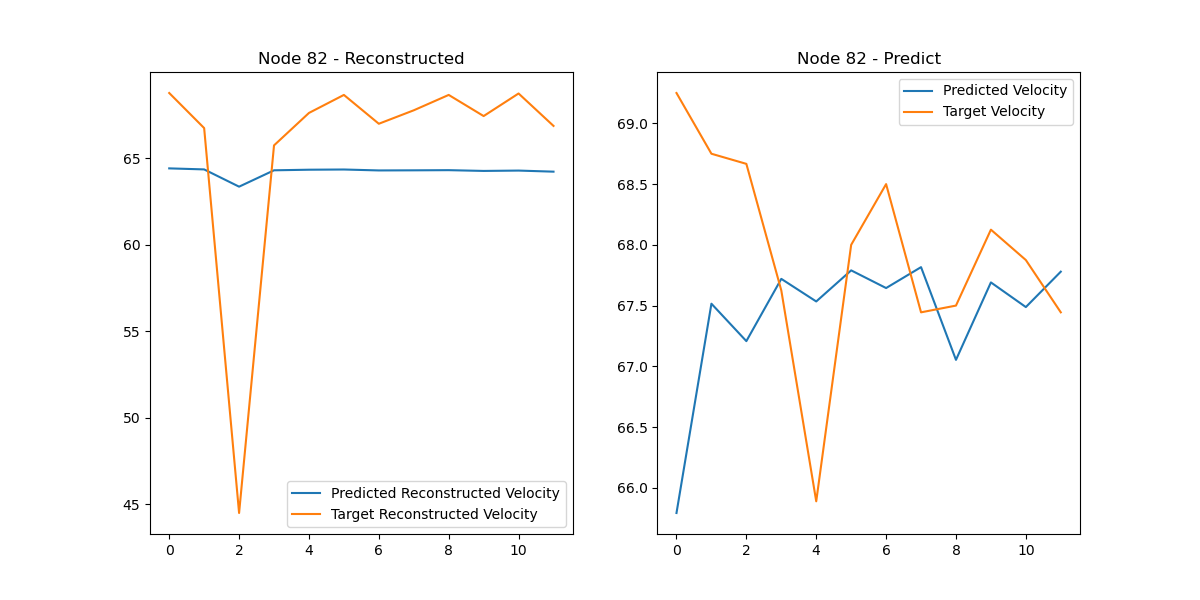 Node 82 - Reconstructed
65
60
55
50
45
0 2 4 6 8 10
Predicted Reconstructed Velocity
Target Reconstructed Velocity
Node 82 - Predict
69.0
68.5
68.0
67.5
67.0
66.5
66.0
0 2 4 6 8 10
Predicted Velocity
Target Velocity